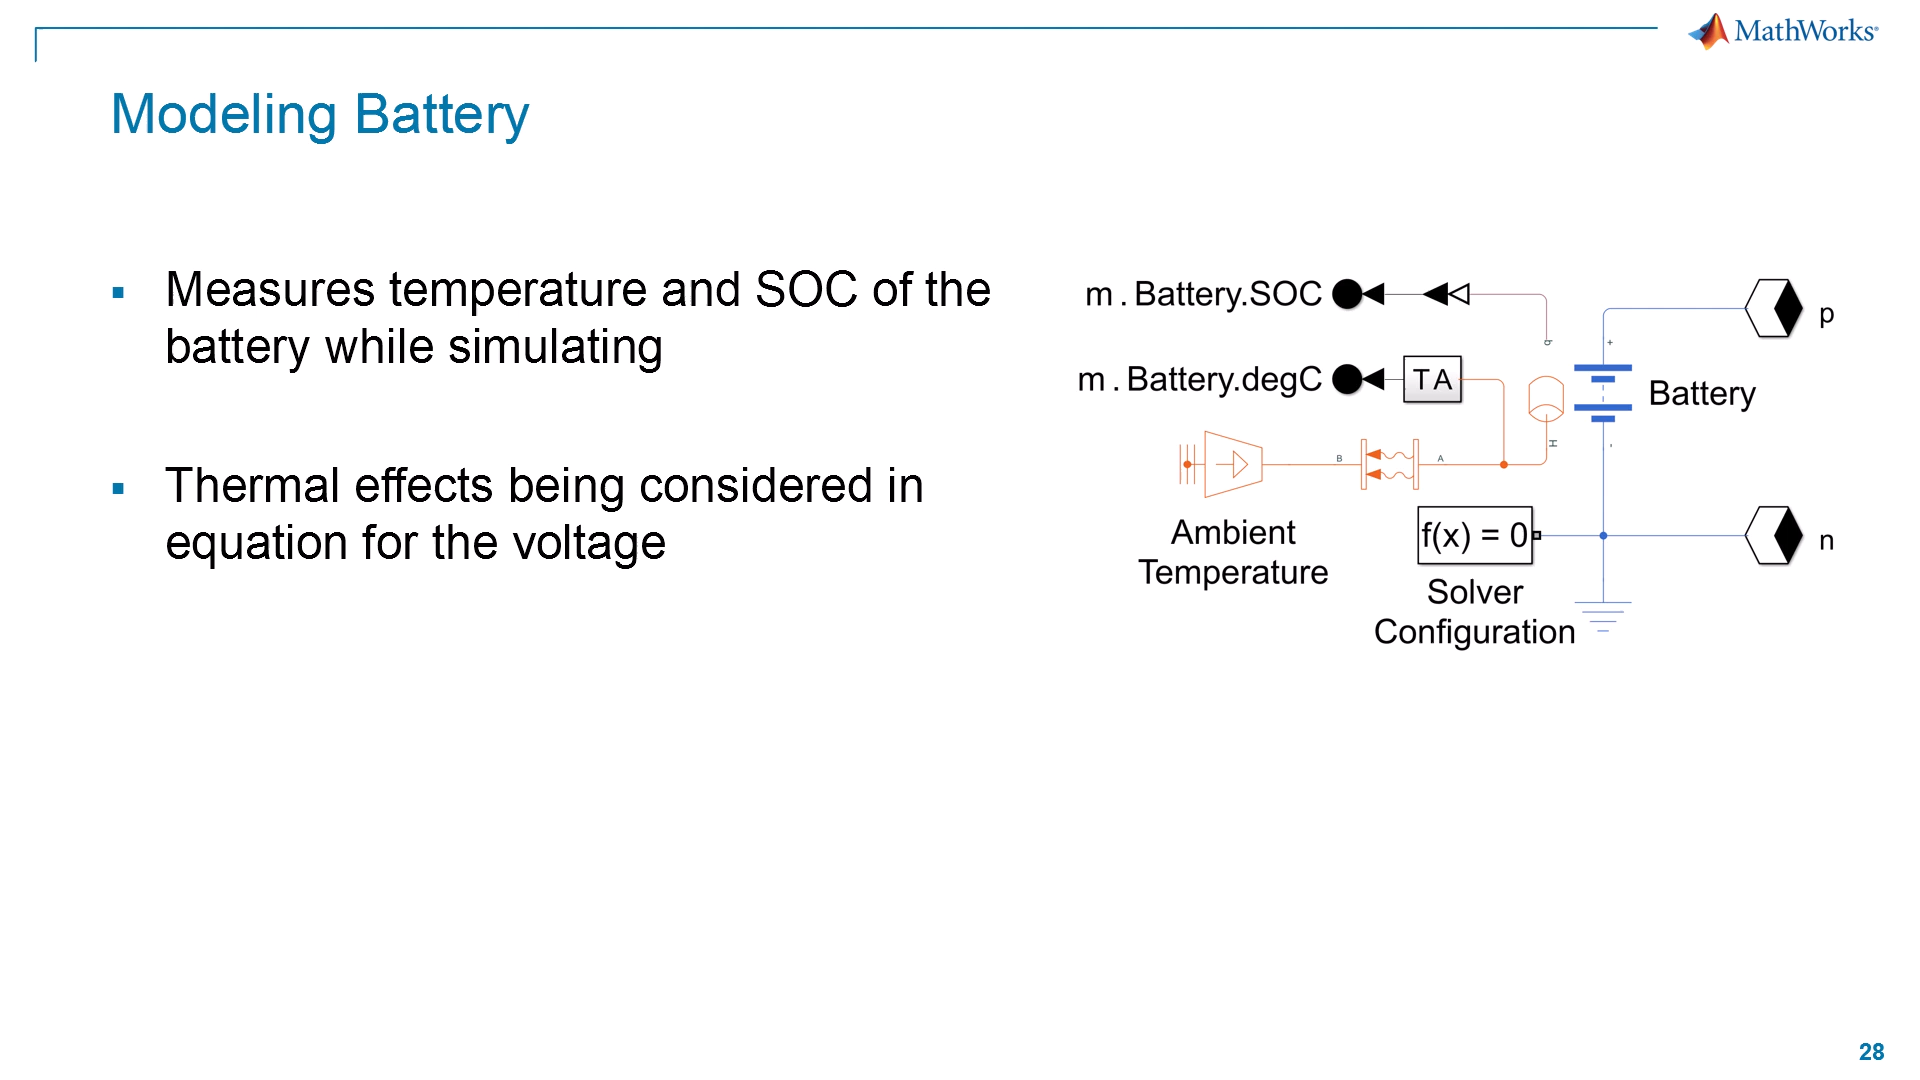 MathWorks®
Modeling Battery
▪ Measures temperature and SOC of the
battery while simulating
▪ Thermal effects being considered in
equation for the voltage
m . Battery.SOC
p
q
+
m . Battery.degC
T A
Battery
H
-
B
A
Ambient
Temperature
f(x) = 0
n
Solver
Configuration
28